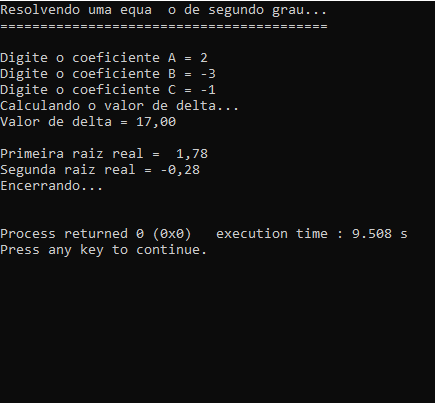 Resolvendo uma equa  o de segundo grau...
=========================================
Digite o coeficiente A = 2
Digite o coeficiente B = -3
Digite o coeficiente C = -1
Calculando o valor de delta...
Valor de delta = 17,00
Primeira raiz real =  1,78
Segunda raiz real = -0,28
Encerrando...
Process returned 0 (0x0)   execution time : 9.508 s
Press any key to continue.